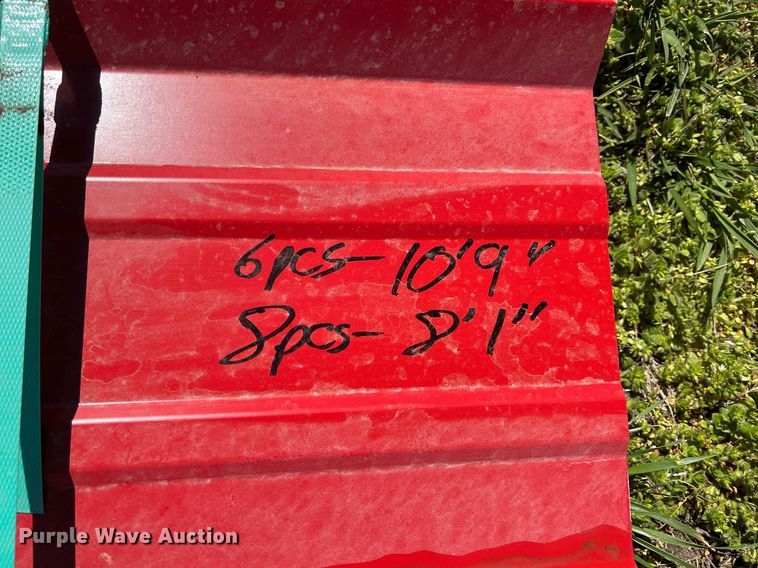 6pcs- 10'9"
8pcs- 8'1"
Purple Wave Auction